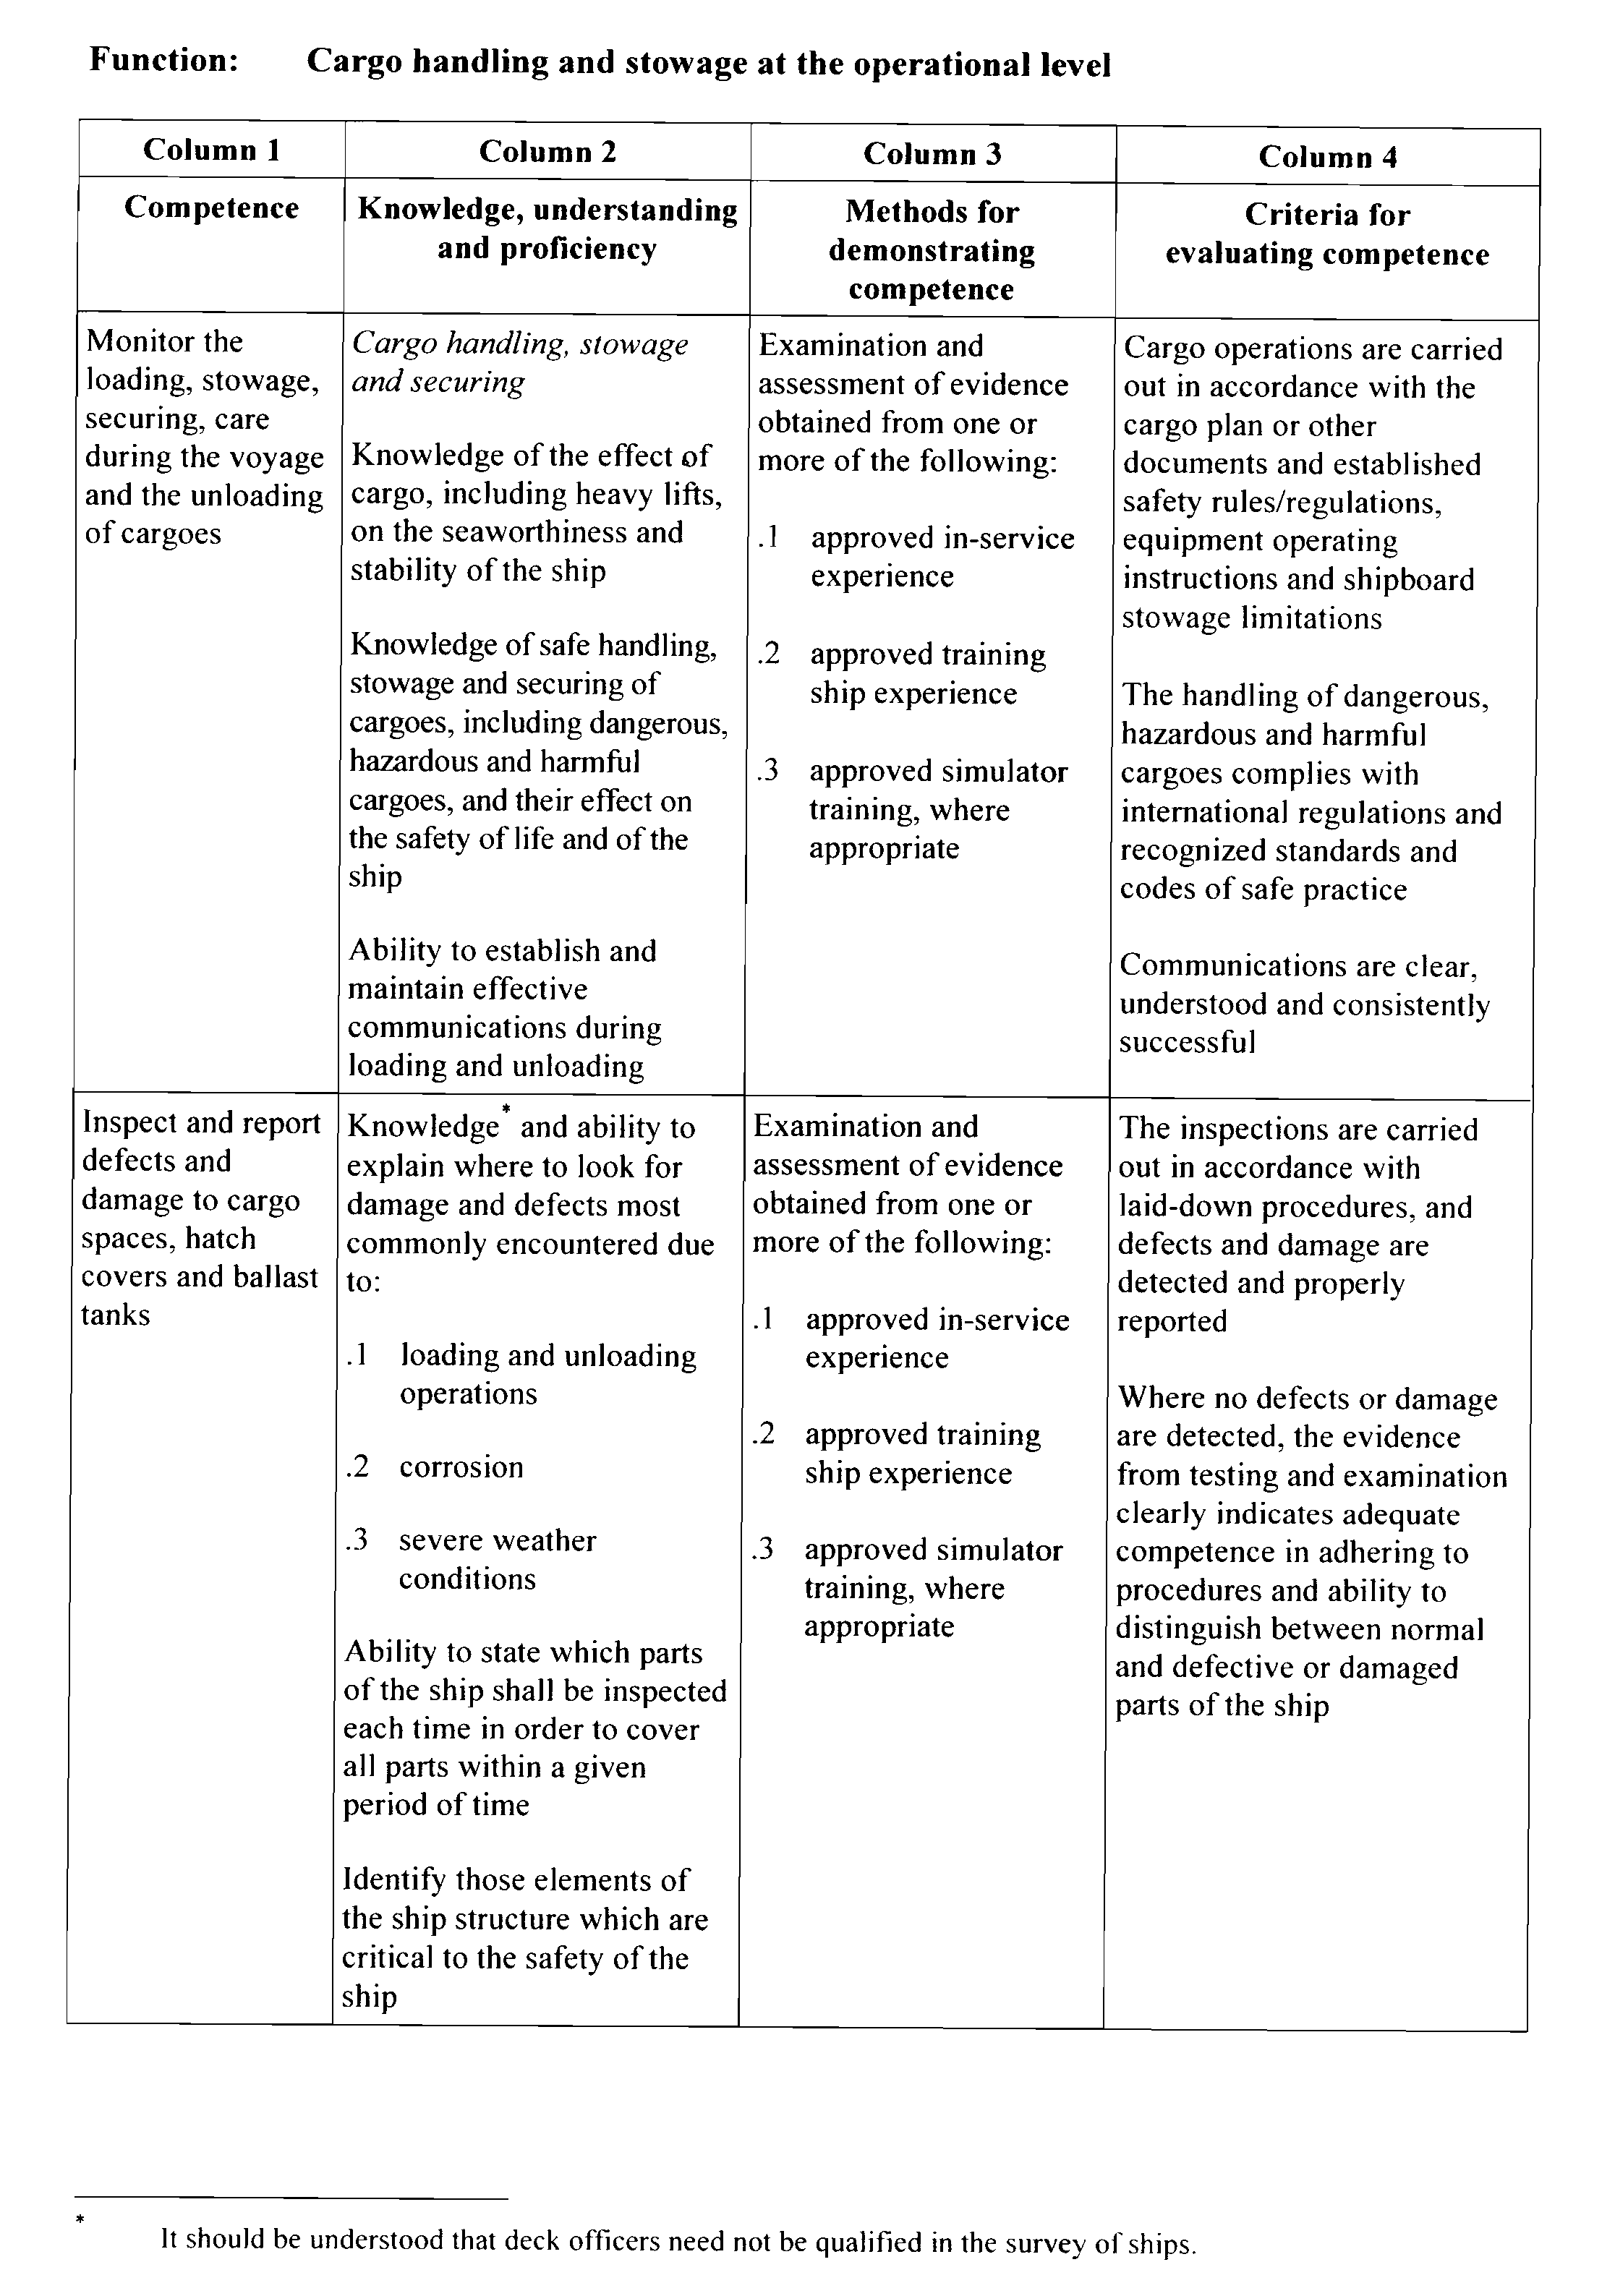 Function: Cargo handling and stowage at the operational level
Column 1
Column 2
Column 3
Column 4
Competence
Knowledge, understanding
and proficiency
Methods for
demonstrating
competence
Criteria for
evaluating competence
Monitor the
loading, stowage,
securing, care
during the voyage
and the unloading
of cargoes
Cargo handling, stowage
and securing
Knowledge of the effect of
cargo, including heavy lifts,
on the seaworthiness and
stability of the ship
Knowledge of safe handling,
stowage and securing of
cargoes, including dangerous,
hazardous and harmful
cargoes, and their effect on
the safety of life and of the
ship
Ability to establish and
maintain effective
communications during
loading and unloading
Examination and
assessment of evidence
obtained from one or
more of the following:
.1 approved in-service
experience
.2 approved training
ship experience
.3 approved simulator
training, where
appropriate
Cargo operations are carried
out in accordance with the
cargo plan or other
documents and established
safety rules/regulations,
equipment operating
instructions and shipboard
stowage limitations
The handling of dangerous,
hazardous and harmful
cargoes complies with
international regulations and
recognized standards and
codes of safe practice
Communications are clear,
understood and consistently
successful
Inspect and report
defects and
damage to cargo
spaces, hatch
covers and ballast
tanks
Knowledge* and ability to
explain where to look for
damage and defects most
commonly encountered due
to:
.1 loading and unloading
operations
.2 corrosion
.3 severe weather
conditions
Ability to state which parts
of the ship shall be inspected
each time in order to cover
all parts within a given
period of time
Identify those elements of
the ship structure which are
critical to the safety of the
ship
Examination and
assessment of evidence
obtained from one or
more of the following:
.1 approved in-service
experience
.2 approved training
ship experience
.3 approved simulator
training, where
appropriate
The inspections are carried
out in accordance with
laid-down procedures, and
defects and damage are
detected and properly
reported
Where no defects or damage
are detected, the evidence
from testing and examination
clearly indicates adequate
competence in adhering to
procedures and ability to
distinguish between normal
and defective or damaged
parts of the ship
* It should be understood that deck officers need not be qualified in the survey of ships.